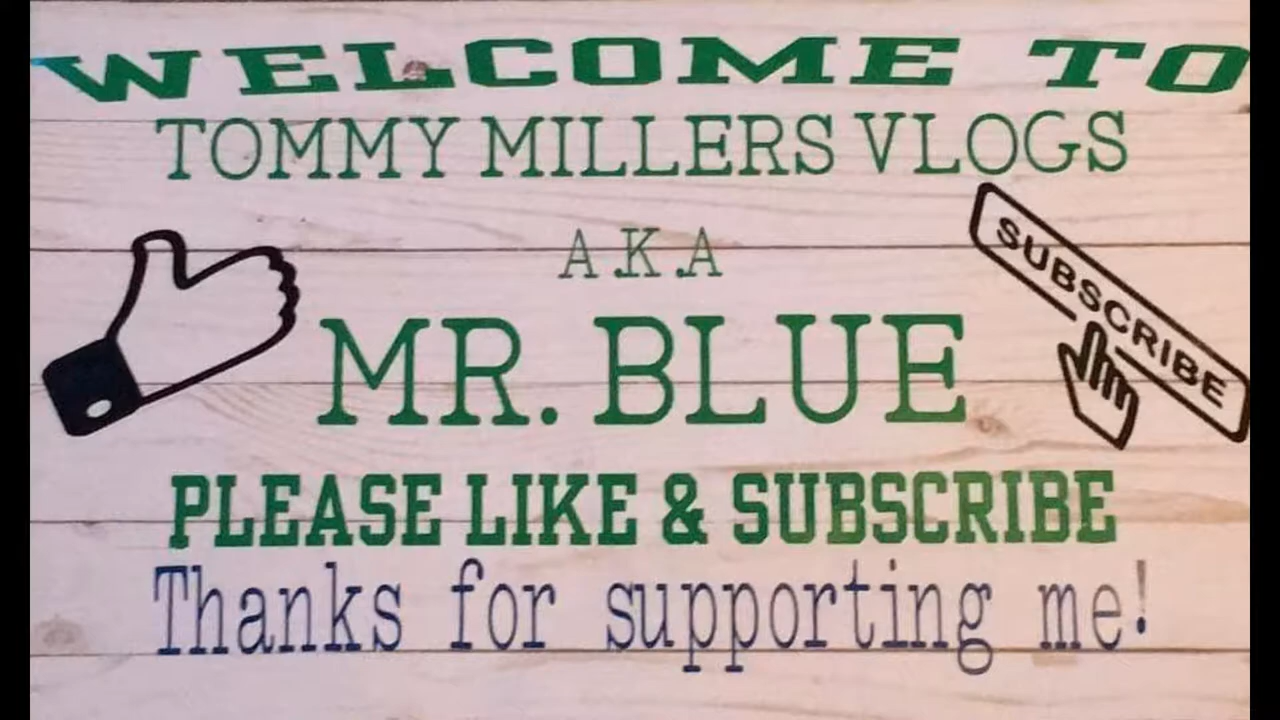 WELCOME TO
TOMMY MILLERS VLOGS
A.K.A
MR. BLUE
SUBSCRIBE
PLEASE LIKE & SUBSCRIBE
Thanks for supporting me!